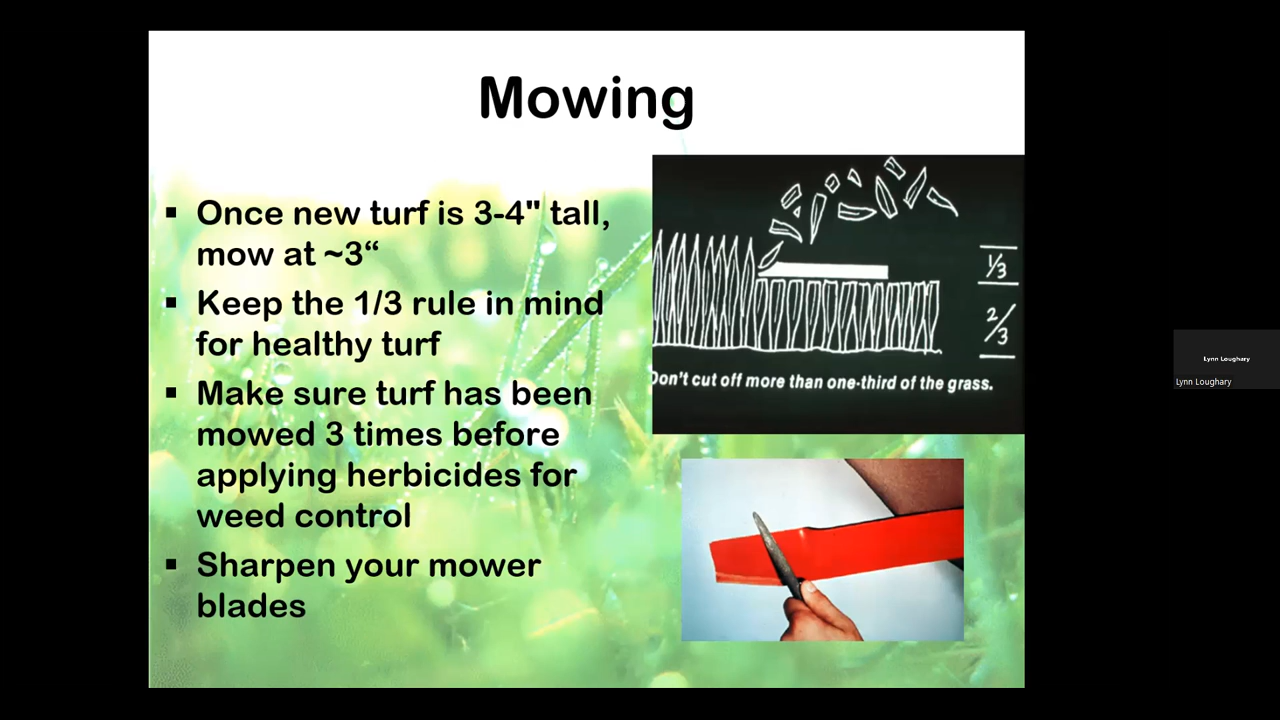 Mowing
Once new turf is 3-4" tall,
mow at ~3“
Keep the 1/3 rule in mind
for healthy turf
Make sure turf has been
mowed 3 times before
applying herbicides for
weed control
Sharpen your mower
blades
1/3
2/3
Don't cut off more than one-third of the grass.
Lynn Loughary
Lynn Loughary